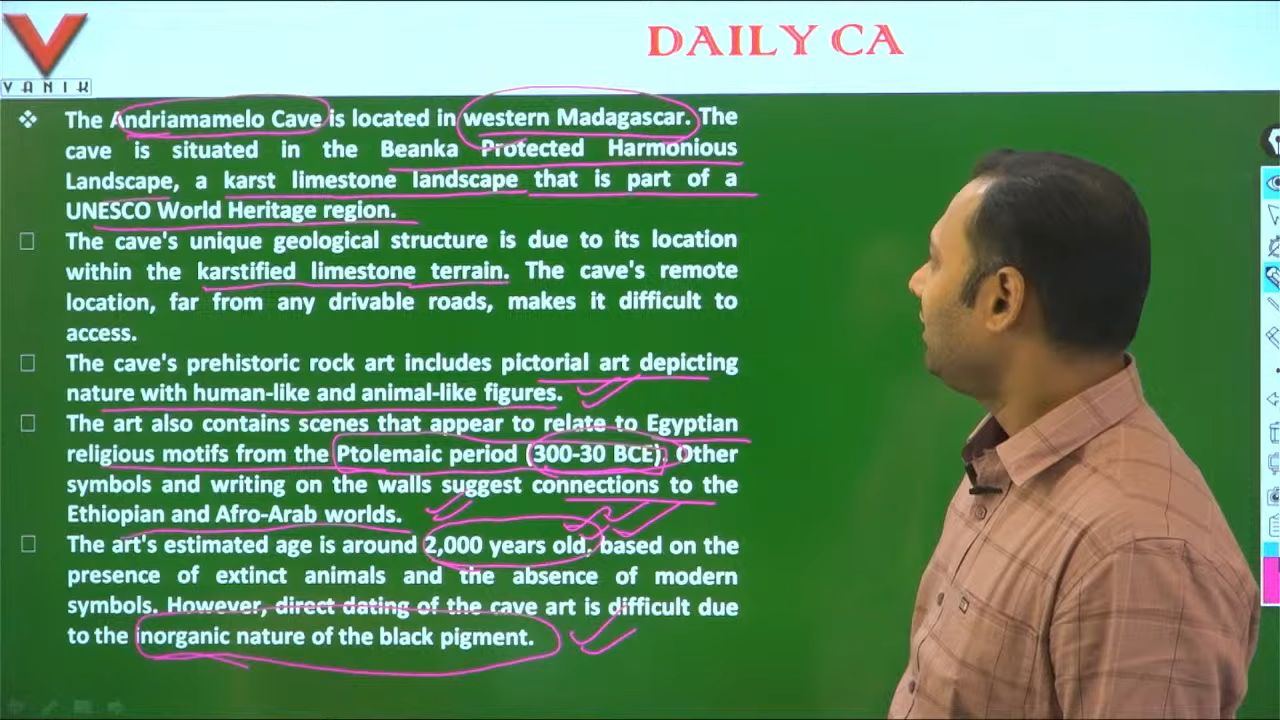 DAILY CA
VANIK
The Andriamamelo Cave is located in western Madagascar. The
cave is situated in the Beanka Protected Harmonious
Landscape, a karst limestone landscape that is part of a
UNESCO World Heritage region.
The cave's unique geological structure is due to its location
within the karstified limestone terrain. The cave's remote
location, far from any drivable roads, makes it difficult to
access.
The cave's prehistoric rock art includes pictorial art depicting
nature with human-like and animal-like figures.
The art also contains scenes that appear to relate to Egyptian
religious motifs from the Ptolemaic period (300-30 BCE). Other
symbols and writing on the walls suggest connections to the
Ethiopian and Afro-Arab worlds.
The art's estimated age is around 2,000 years old, based on the
presence of extinct animals and the absence of modern
symbols. However, direct dating of the cave art is difficult due
to the inorganic nature of the black pigment.